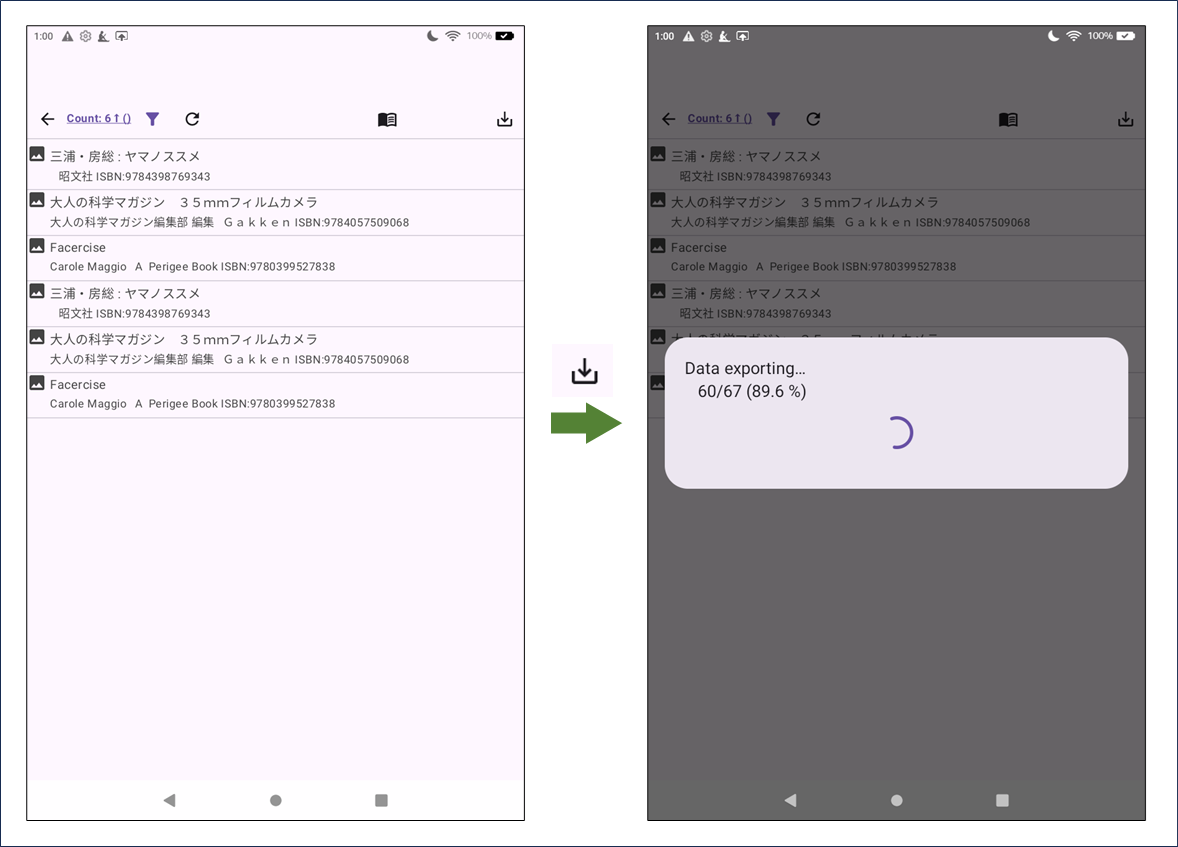 1:00
100%
Count: 6↑ ()
三浦・房総 : ヤマノススメ
昭文社 ISBN:9784398769343
大人の科学マガジン　３５ｍｍフィルムカメラ
大人の科学マガジン編集部 編集　Ｇａｋｋｅｎ ISBN:9784057509068
Facercise
Carole Maggio A Perigee Book ISBN:9780399527838
三浦・房総 : ヤマノススメ
昭文社 ISBN:9784398769343
大人の科学マガジン　３５ｍｍフィルムカメラ
大人の科学マガジン編集部 編集　Ｇａｋｋｅｎ ISBN:9784057509068
Facercise
Carole Maggio A Perigee Book ISBN:9780399527838
1:00
100%
Count: 6↑ ()
三浦・房総 : ヤマノススメ
昭文社 ISBN:9784398769343
大人の科学マガジン　３５ｍｍフィルムカメラ
大人の科学マガジン編集部 編集　Ｇａｋｋｅｎ ISBN:9784057509068
Facercise
Carole Maggio A Perigee Book ISBN:9780399527838
三浦・房総 : ヤマノススメ
昭文社 ISBN:9784398769343
Data exporting...
60/67 (89.6 %)